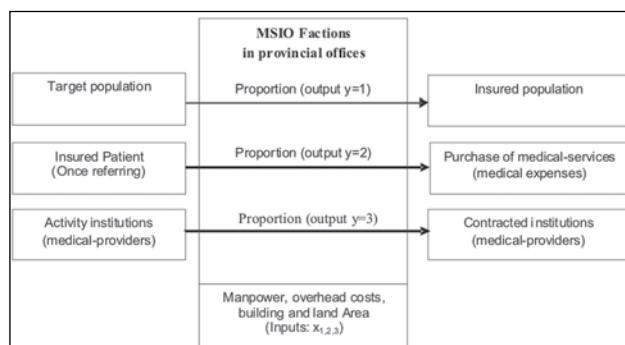 MSIO Factions
in provincial offices
Target population
Proportion (output y=1)
Insured population
Insured Patient
(Once referring)
Proportion (output y=2)
Purchase of medical-services
(medical expenses)
Activity institutions
(medical-providers)
Proportion (output y=3)
Contracted institutions
(medical-providers)
Manpower, overhead costs,
building and land Area
(Inputs: x1,2,3)